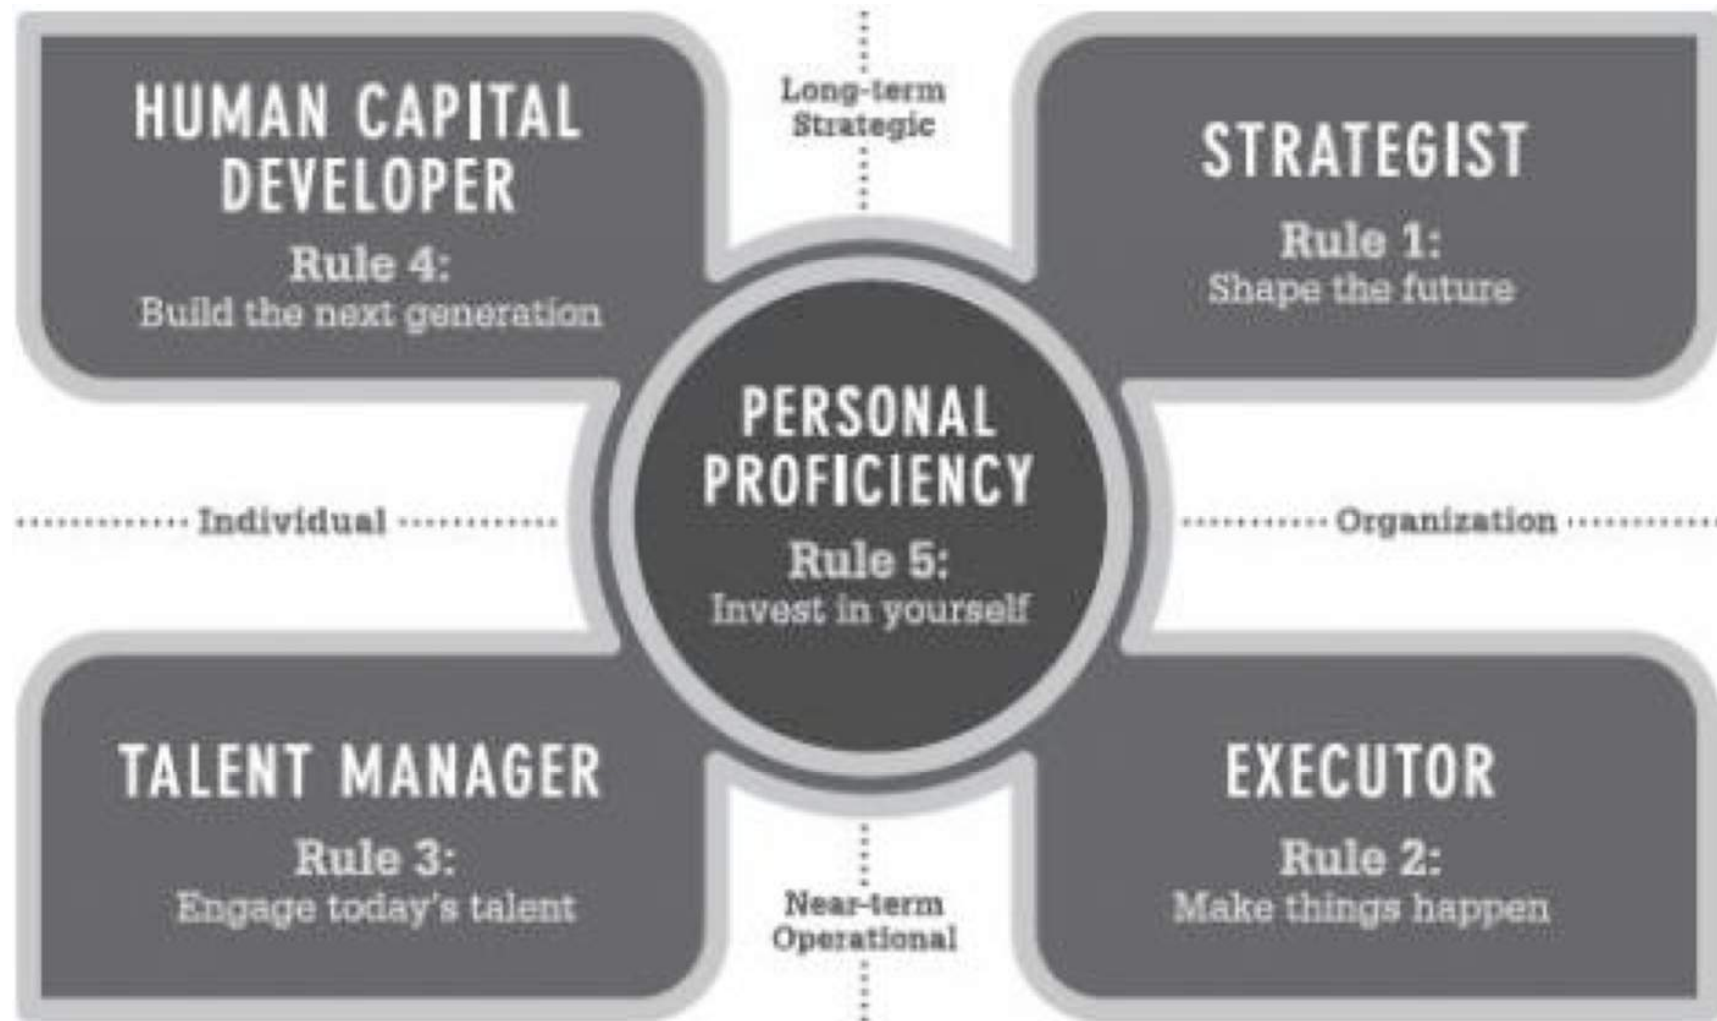 HUMAN CAPITAL
DEVELOPER
Rule 4:
Build the next generation
Long-term
Strategic
STRATEGIST
Rule 1:
Shape the future
PERSONAL
PROFICIENCY
Rule 5:
Invest in yourself
Individual
Organization
TALENT MANAGER
Rule 3:
Engage today's talent
Near-term
Operational
EXECUTOR
Rule 2:
Make things happen